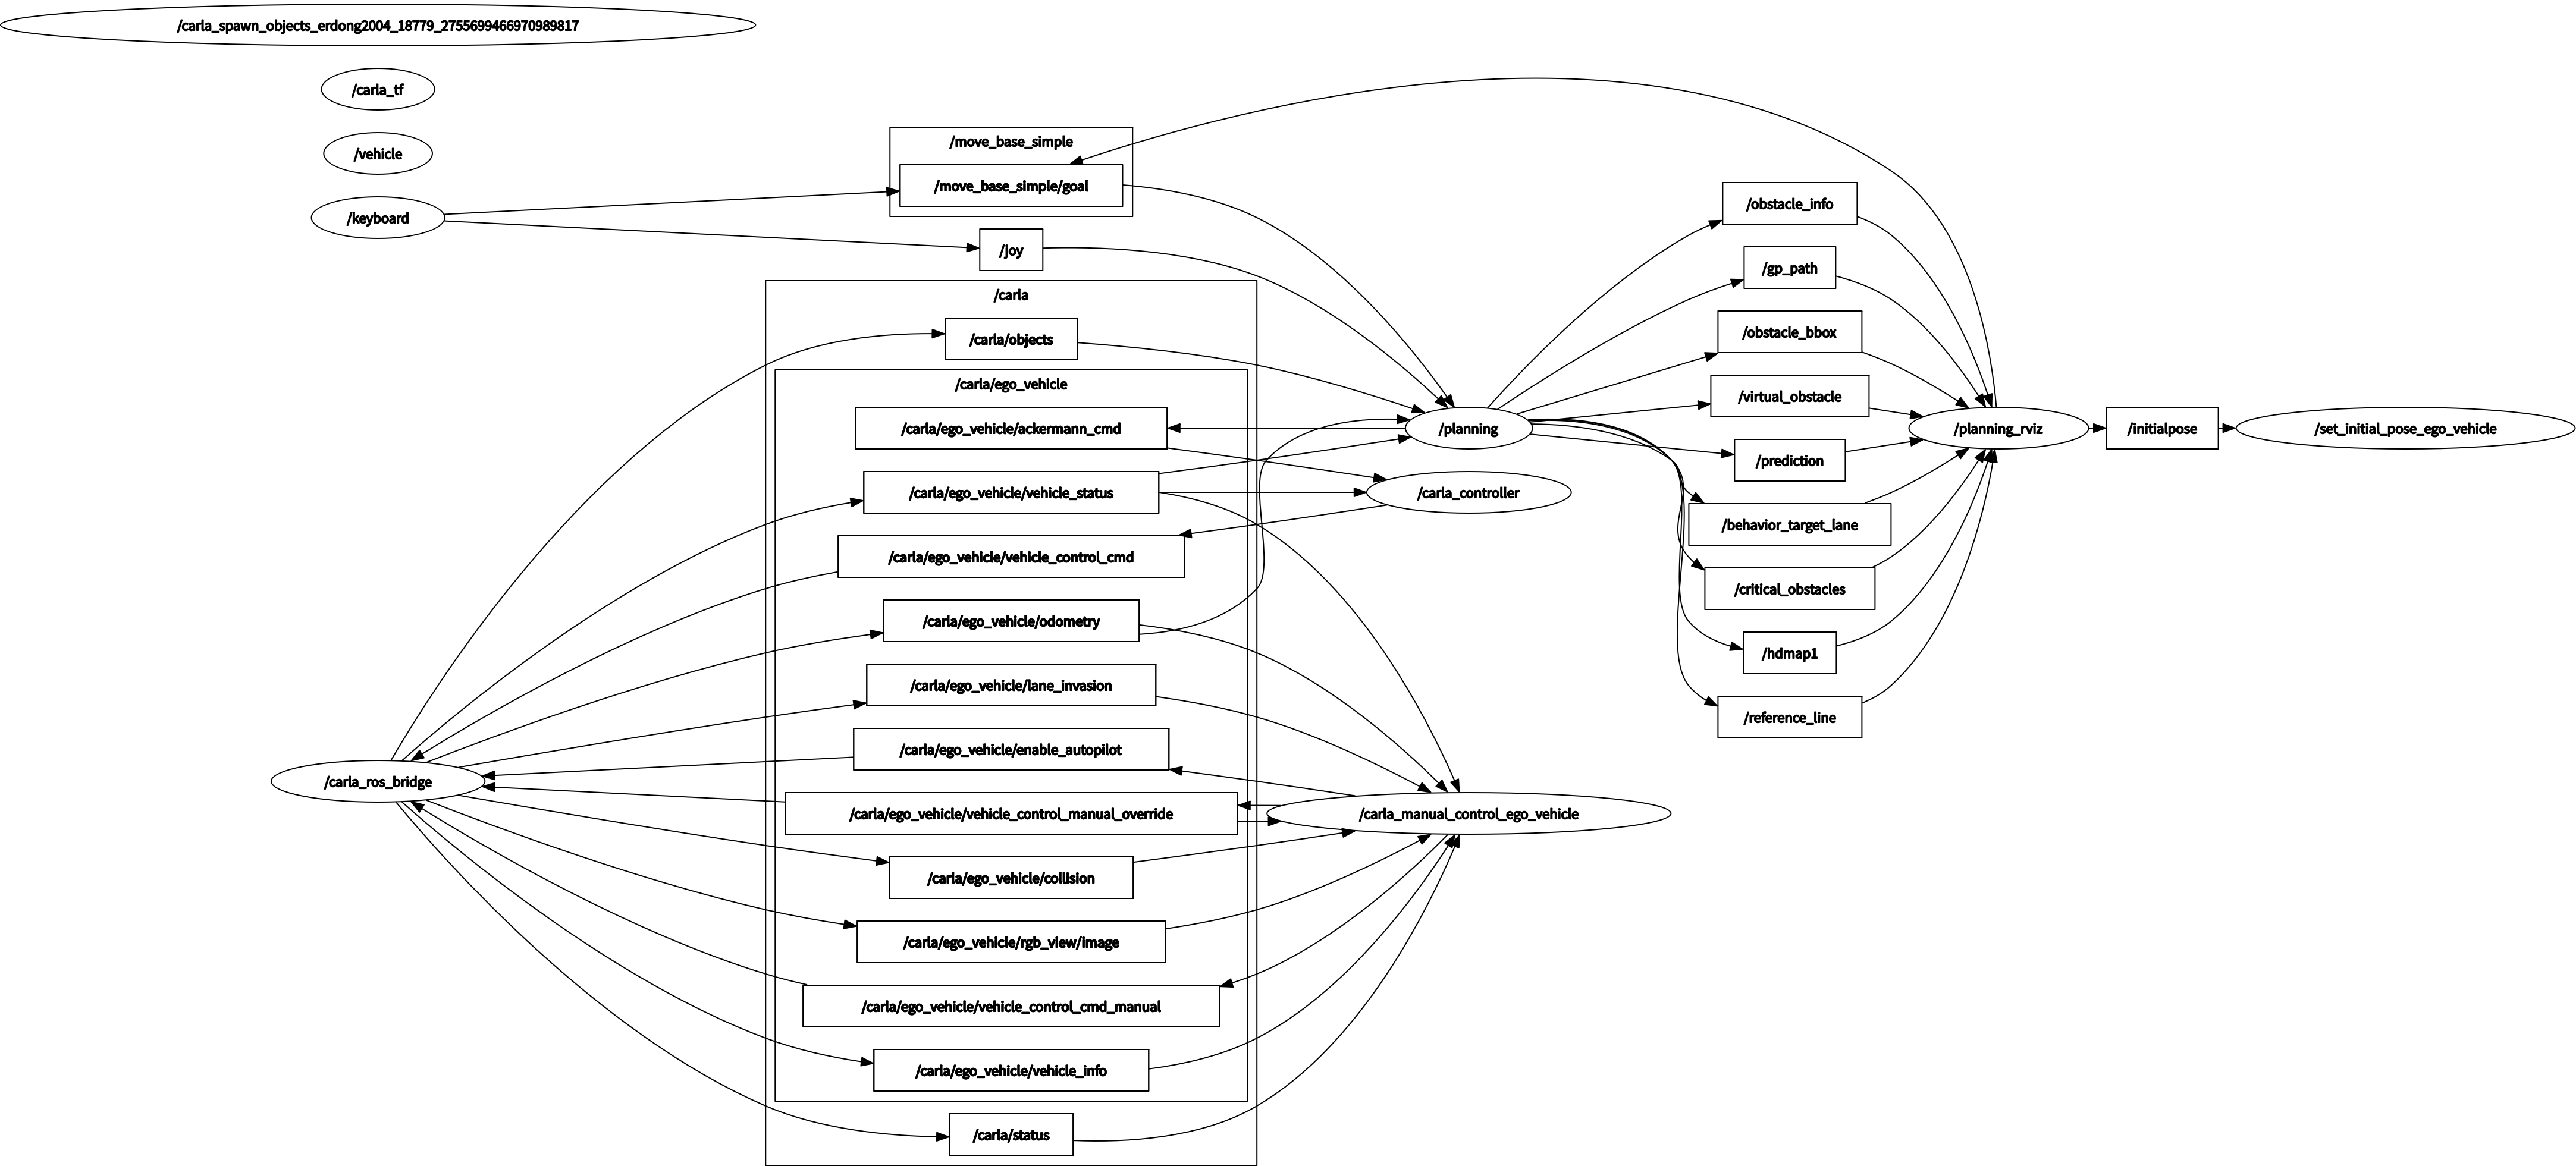 /carla_spawn_objects_erdong2004_18779_2755699466970989817
/carla_tf
/vehicle
/keyboard
/move_base_simple
/move_base_simple/goal
/joy
/carla
/carla/objects
/carla/ego_vehicle
/carla/ego_vehicle/ackermann_cmd
/carla/ego_vehicle/vehicle_status
/carla/ego_vehicle/vehicle_control_cmd
/carla/ego_vehicle/odometry
/carla/ego_vehicle/lane_invasion
/carla/ego_vehicle/enable_autopilot
/carla/ego_vehicle/vehicle_control_manual_override
/carla/ego_vehicle/collision
/carla/ego_vehicle/rgb_view/image
/carla/ego_vehicle/vehicle_control_cmd_manual
/carla/ego_vehicle/vehicle_info
/carla/status
/carla_ros_bridge
/planning
/carla_controller
/carla_manual_control_ego_vehicle
/obstacle_info
/gp_path
/obstacle_bbox
/virtual_obstacle
/prediction
/behavior_target_lane
/critical_obstacles
/hdmap1
/reference_line
/planning_rviz
/initialpose
/set_initial_pose_ego_vehicle